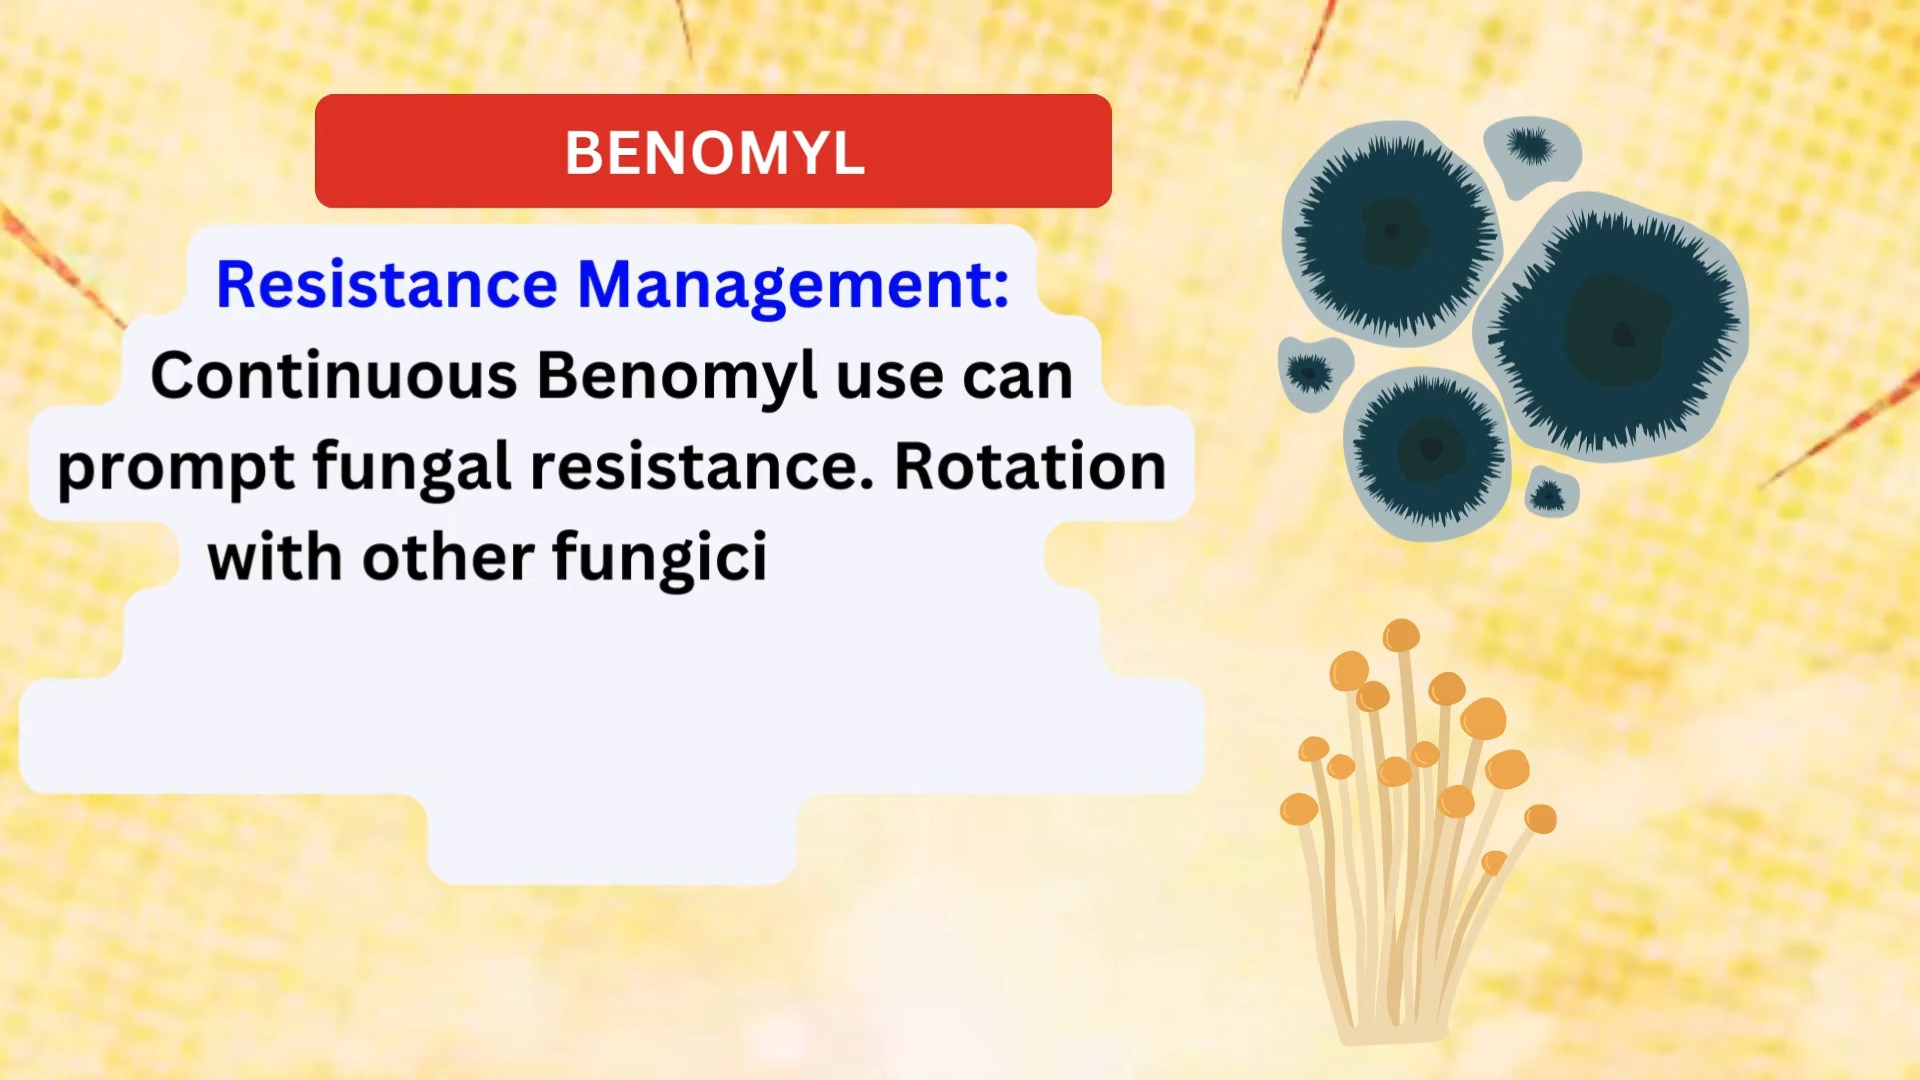 BENOMYL
Resistance Management:
Continuous Benomyl use can
prompt fungal resistance. Rotation
with other fungici